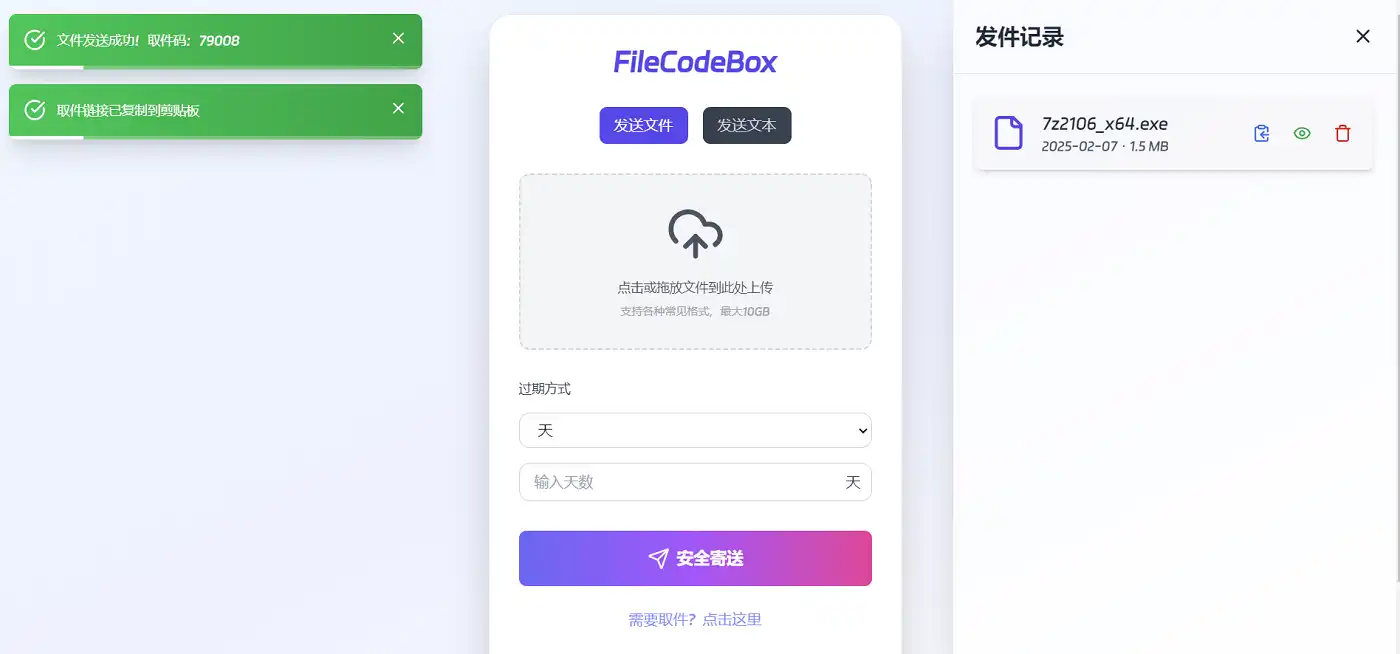 文件发送成功！取件码：79008
取件链接已复制到剪贴板
FileCodeBox
发送文件 发送文本
点击或拖放文件到此处上传
支持各种常见格式，最大10GB
过期方式
天
输入天数 天
安全寄送
需要取件？点击这里
发件记录
7z2106_x64.exe
2025-02-07 · 1.5 MB